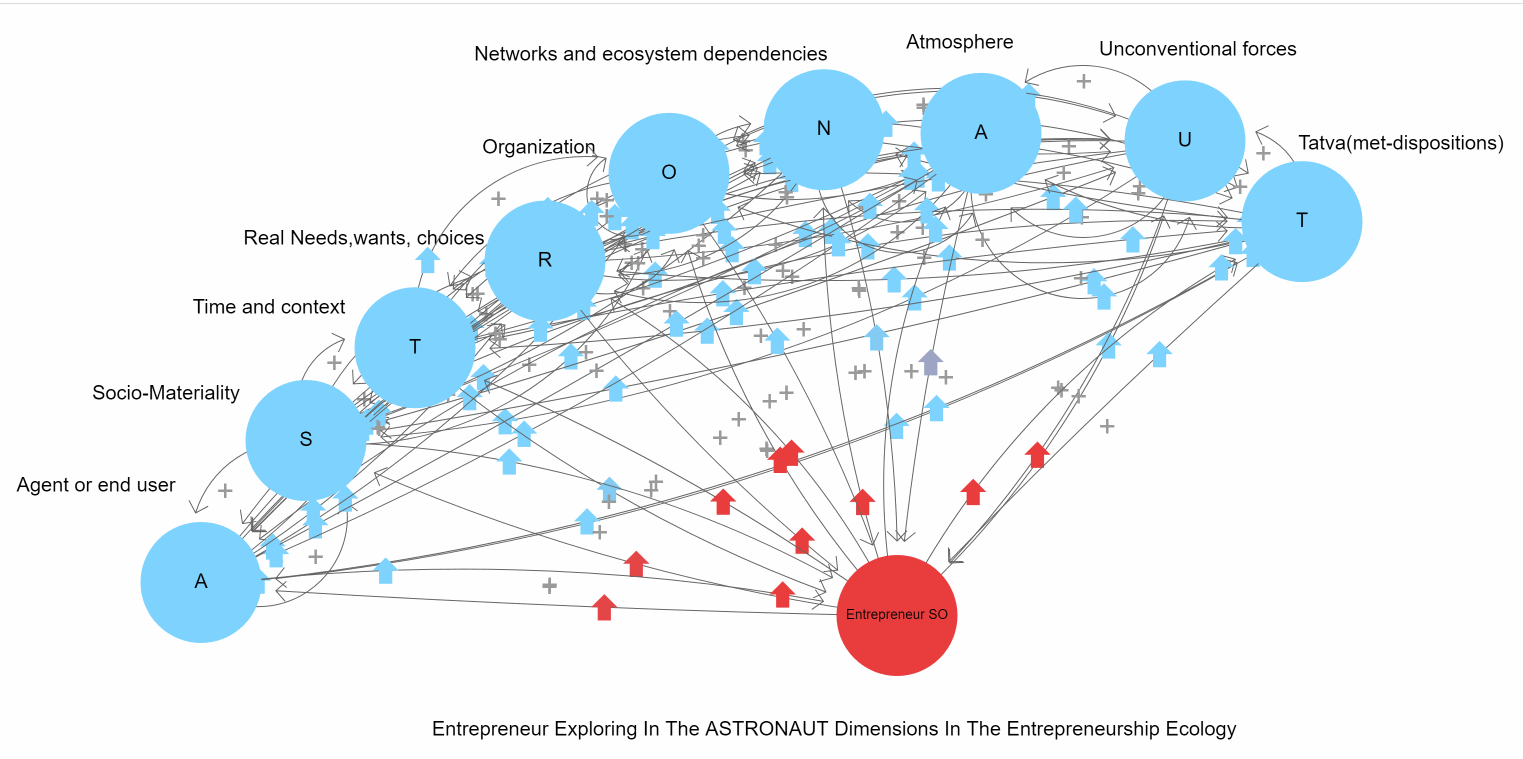 Networks and ecosystem dependencies
Atmosphere
Unconventional forces
N
A
U
Tatva(met-dispositions)
Organization
O
T
Real Needs,wants, choices
R
Time and context
T
Socio-Materiality
S
Agent or end user
A
Entrepreneur SO
Entrepreneur Exploring In The ASTRONAUT Dimensions In The Entrepreneurship Ecology